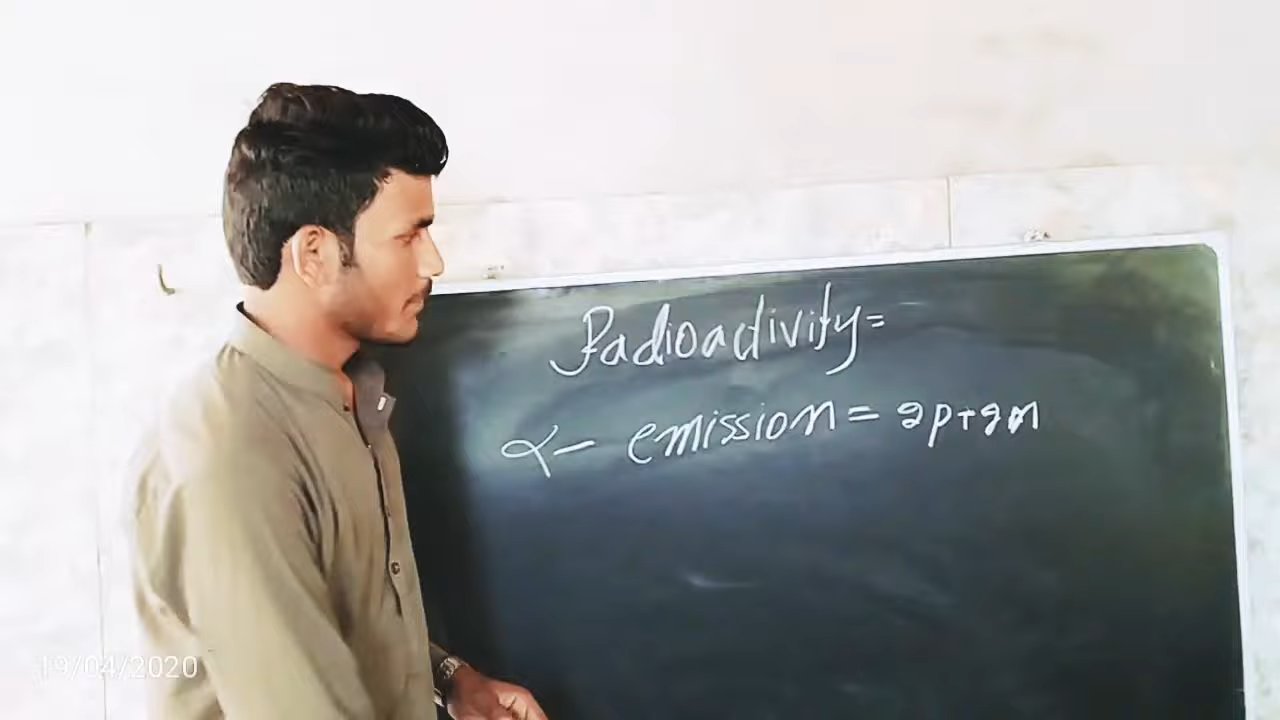 Radioactivity=
α- emission = 2p+2n
19/04/2020